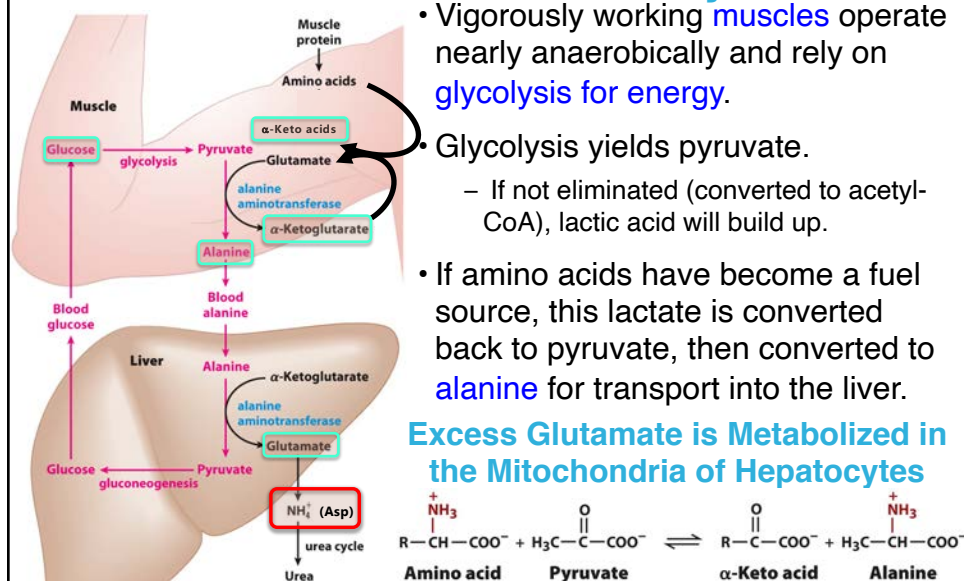 Muscle
protein
Amino acids
Muscle
α-Keto acids
Glucose
glycolysis
Pyruvate
Glutamate
alanine
aminotransferase
α-Ketoglutarate
Alanine
Blood
alanine
Blood
glucose
Liver
Alanine
α-Ketoglutarate
alanine
aminotransferase
Glutamate
Glucose
gluconeogenesis
Pyruvate
NH₄⁺ (Asp)
urea cycle
Urea
• Vigorously working muscles operate
nearly anaerobically and rely on
glycolysis for energy.
• Glycolysis yields pyruvate.
– If not eliminated (converted to acetyl-
CoA), lactic acid will build up.
• If amino acids have become a fuel
source, this lactate is converted
back to pyruvate, then converted to
alanine for transport into the liver.
Excess Glutamate is Metabolized in
the Mitochondria of Hepatocytes
+ O O +
NH₃ || || NH₃
R—CH—COO⁻ + H₃C—C—COO⁻ ⇌ R—C—COO⁻ + H₃C—CH—COO⁻
Amino acid Pyruvate α-Keto acid Alanine